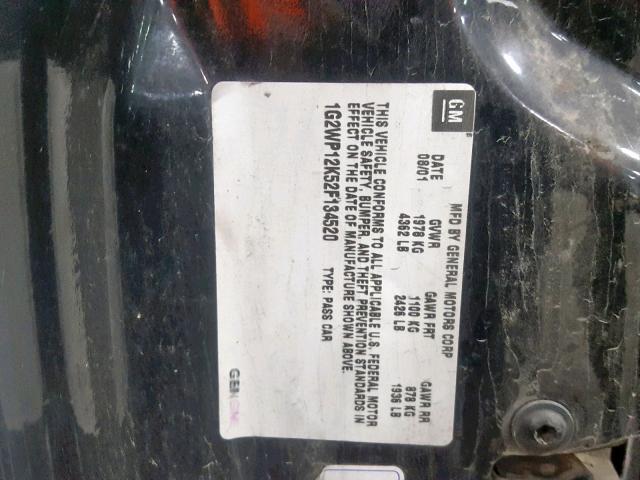 GM
MFD BY GENERAL MOTORS CORP
DATE GVWR GAWR FRT GAWR RR
08/01 1978 KG 1100 KG 878 KG
4362 LB 2426 LB 1936 LB
THIS VEHICLE CONFORMS TO ALL APPLICABLE U.S. FEDERAL MOTOR
VEHICLE SAFETY, BUMPER, AND THEFT PREVENTION STANDARDS IN
EFFECT ON THE DATE OF MANUFACTURE SHOWN ABOVE.
1G2WP12K52F134520 TYPE: PASS CAR